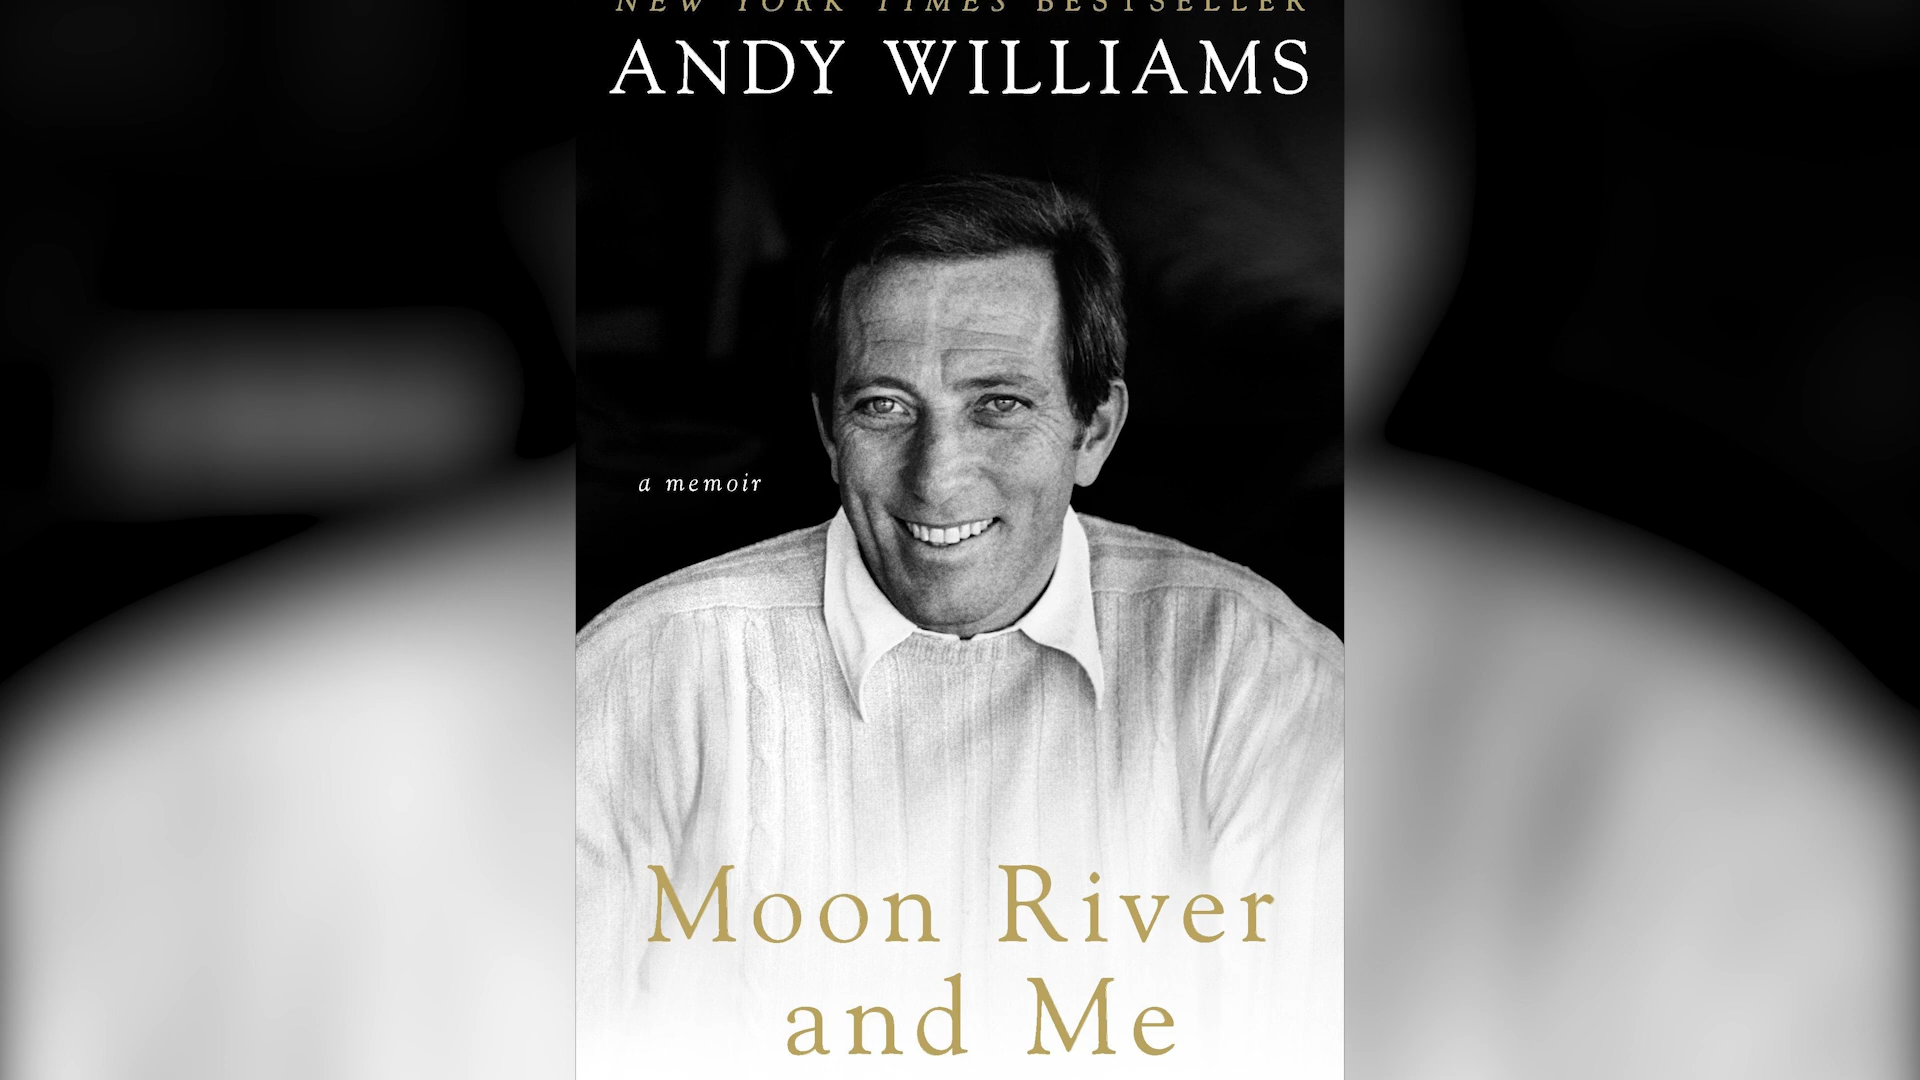 NEW YORK TIMES BESTSELLER
ANDY WILLIAMS
a memoir
Moon River
and Me